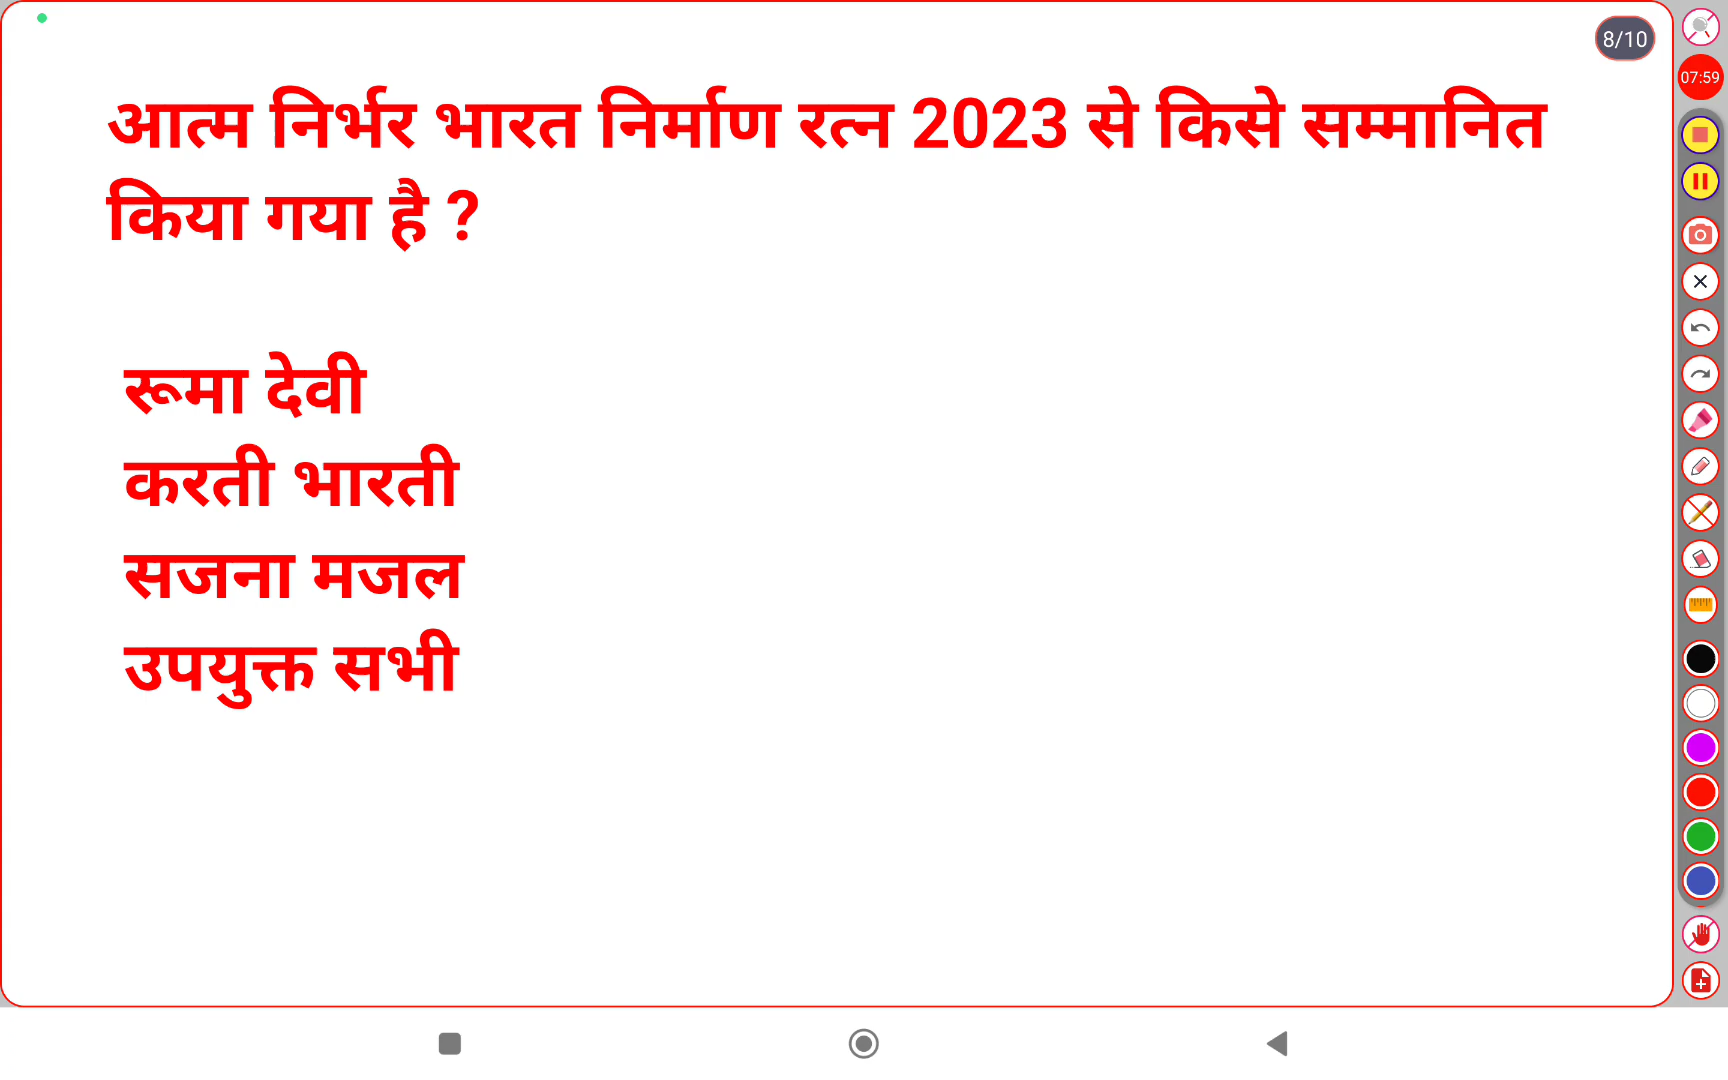 8/10
07:59
आत्म निर्भर भारत निर्माण रत्न 2023 से किसे सम्मानित
किया गया है ?
रूमा देवी
करती भारती
सजना मजल
उपयुक्त सभी